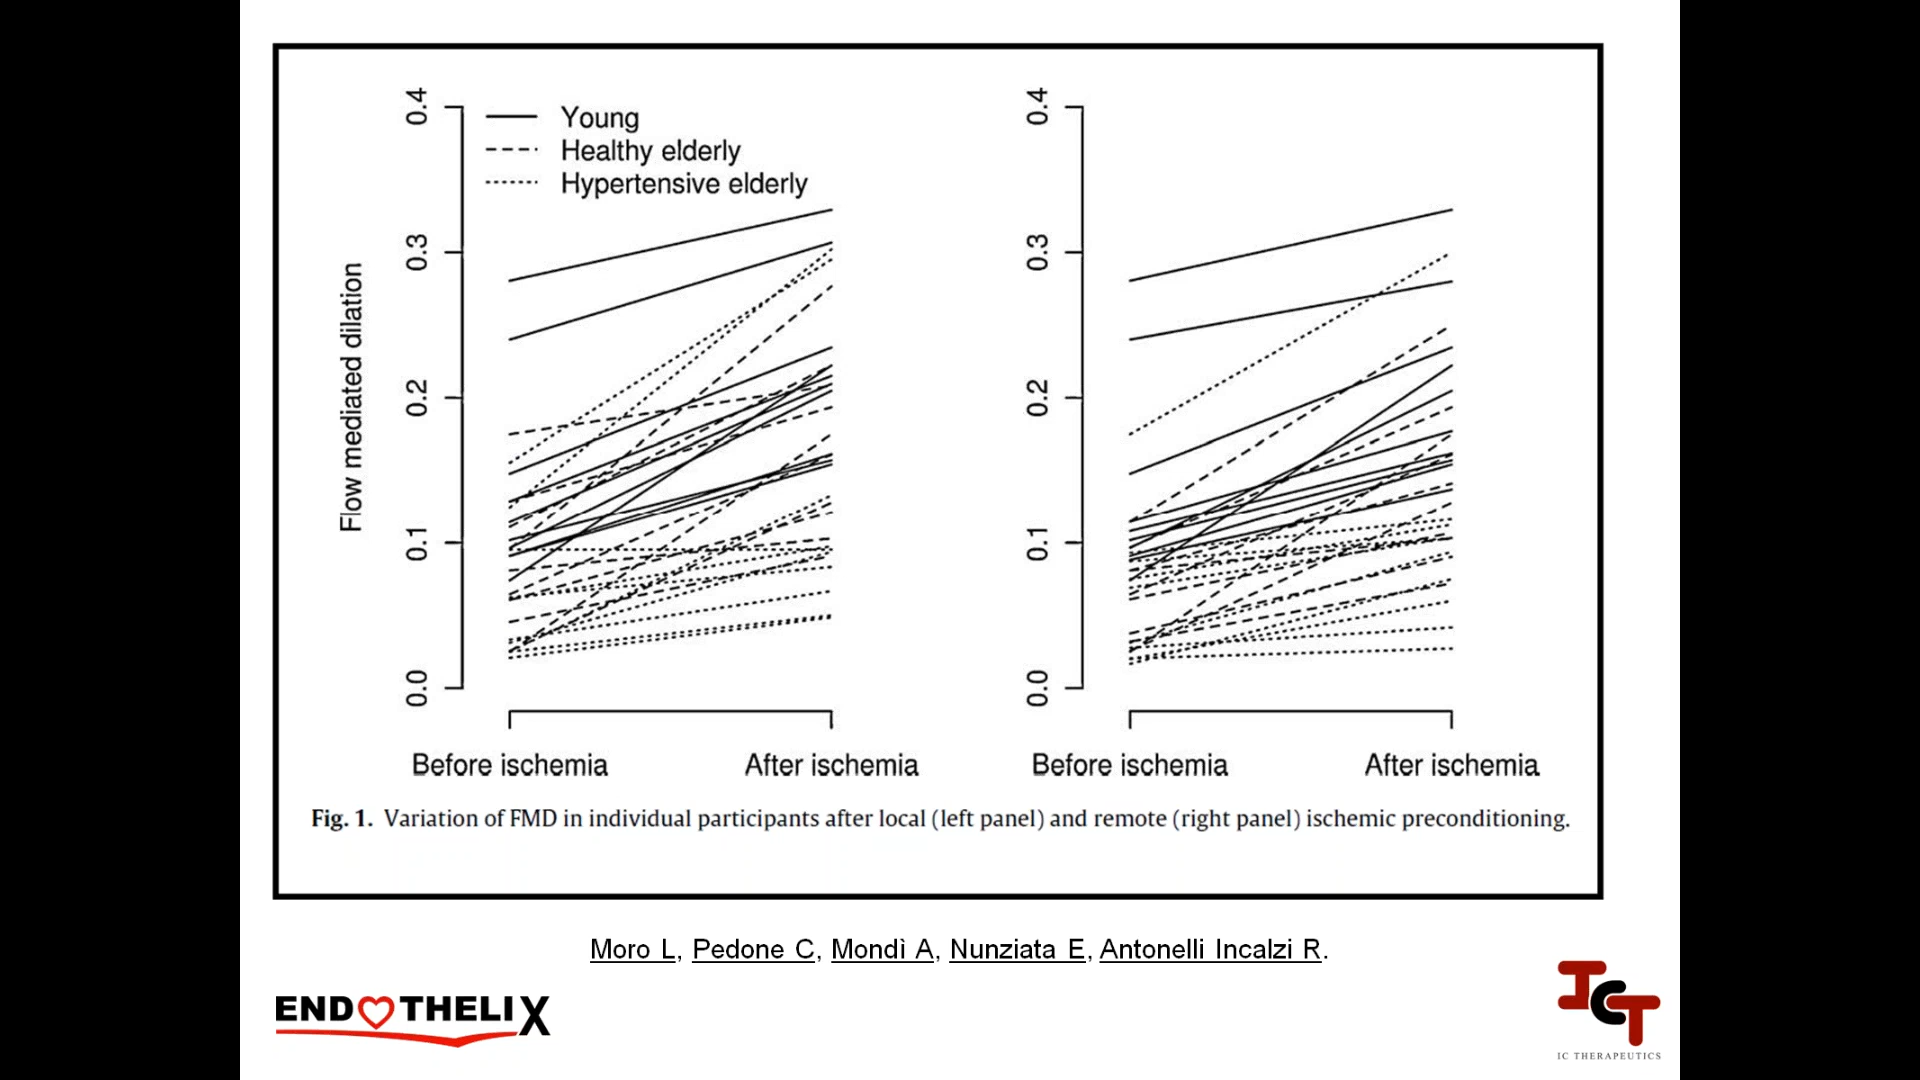 0.4
0.3
0.2
0.1
0.0
Flow mediated dilation
Young
Healthy elderly
Hypertensive elderly
Before ischemia
After ischemia
0.4
0.3
0.2
0.1
0.0
Before ischemia
After ischemia
Fig. 1. Variation of FMD in individual participants after local (left panel) and remote (right panel) ischemic preconditioning.
Moro L, Pedone C, Mondì A, Nunziata E, Antonelli Incalzi R.
ENDOTHELIX
ICT
IC THERAPEUTICS